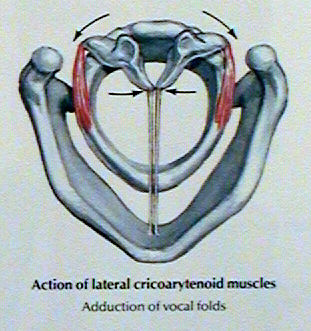 Action of lateral cricoarytenoid muscles
Adduction of vocal folds